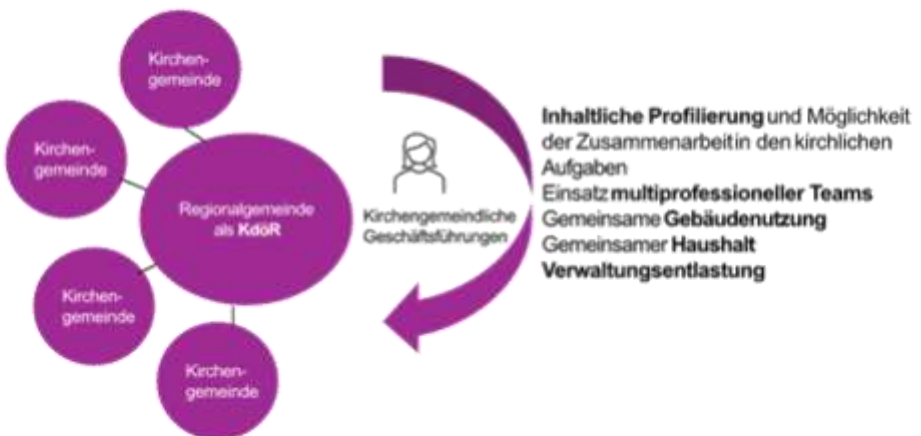 Kirchen-
gemeinde
Kirchen-
gemeinde
Regionalgemeinde
als KdöR
Kirchen-
gemeinde
Kirchen-
gemeinde
Kirchengemeindliche
Geschäftsführungen
Inhaltliche Profilierung und Möglichkeit
der Zusammenarbeit in den kirchlichen
Aufgaben
Einsatz multiprofessioneller Teams
Gemeinsame Gebäudenutzung
Gemeinsamer Haushalt
Verwaltungsentlastung